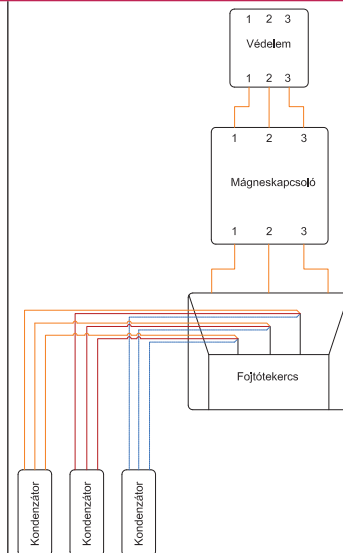 1 2 3
Védelem
1 2 3
1 2 3
Mágneskapcsoló
1 2 3
Fojtótekercs
Kondenzátor
Kondenzátor
Kondenzátor